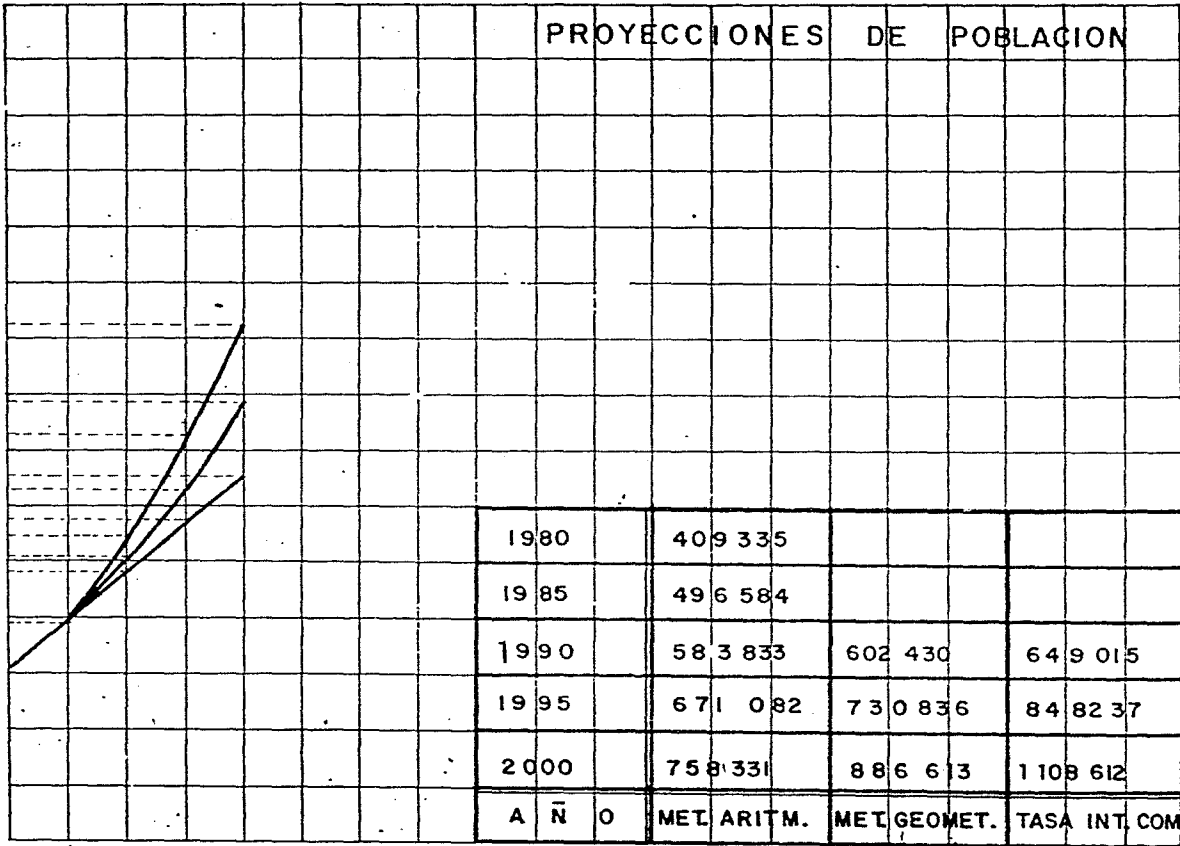 PROYECCIONES DE POBLACION
1980 409 335
1985 496 584
1990 583 833 602 430 649 015
1995 671 082 730 836 848 237
2000 758 331 886 613 1 108 612
AÑO MET. ARITM. MET. GEOMET. TASA INT. COM